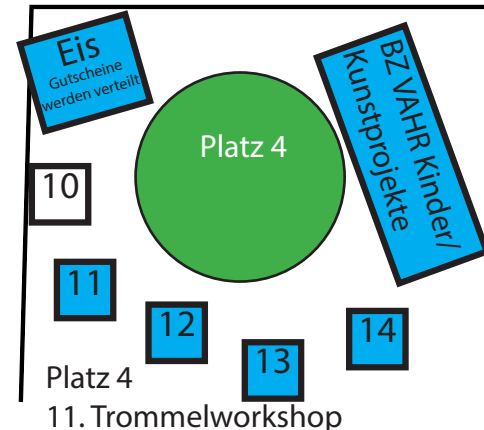 Eis
Gutscheine
werden verteilt
BZ VAHR Kinder/
Kunstprojekte
Platz 4
10
11
12
13
14
Platz 4
11. Trommelworkshop